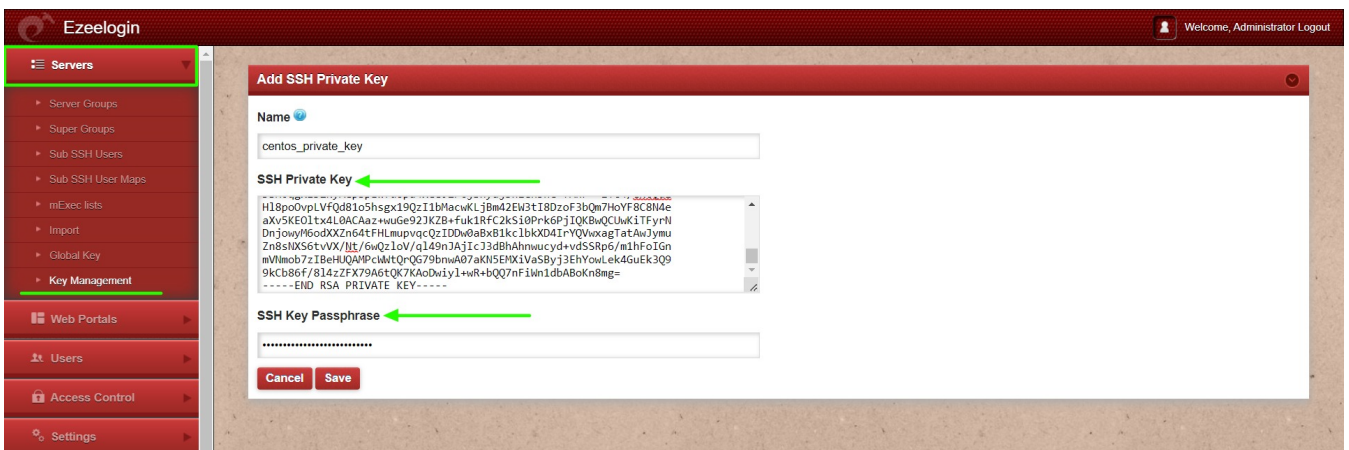 Ezeelogin
Welcome, Administrator Logout
Servers
Server Groups
Super Groups
Sub SSH Users
Sub SSH User Maps
mExec lists
Import
Global Key
Key Management
Web Portals
Users
Access Control
Settings
Add SSH Private Key
Name
centos_private_key
SSH Private Key
Hl8poOvpLVfQd81o5hsgx19QzI1bMacwKLjBm42EW3tI8DzoF3bQm7HoYF8C8N4e
aXv5KEOltx4L0ACAaz+wuGe92JKZB+fuk1RfC2kSi0Prk6PjIQKBwQCUwKiTFyrN
DnjowyM6odXXZn64tFHLmupvqcQzIDDw0aBxB1kclbkXD4IrYQVwxagTatAwJymu
Zn8sNXS6tvVX/Nt/6wQzloV/ql49nJAjIcJ3dBhAhnwucyd+vdSSRp6/m1hFoIGn
mVNmob7zIBeHUQAMPcWWtQrQG79bnwA07aKN5EMXiVaSByj3EhYowLek4GuEk3Q9
9kCb86f/8l4zZFX79A6tQK7KAoDwiyl+wR+bQQ7nFiWn1dbABoKn8mg=
-----END RSA PRIVATE KEY-----
SSH Key Passphrase
Cancel Save